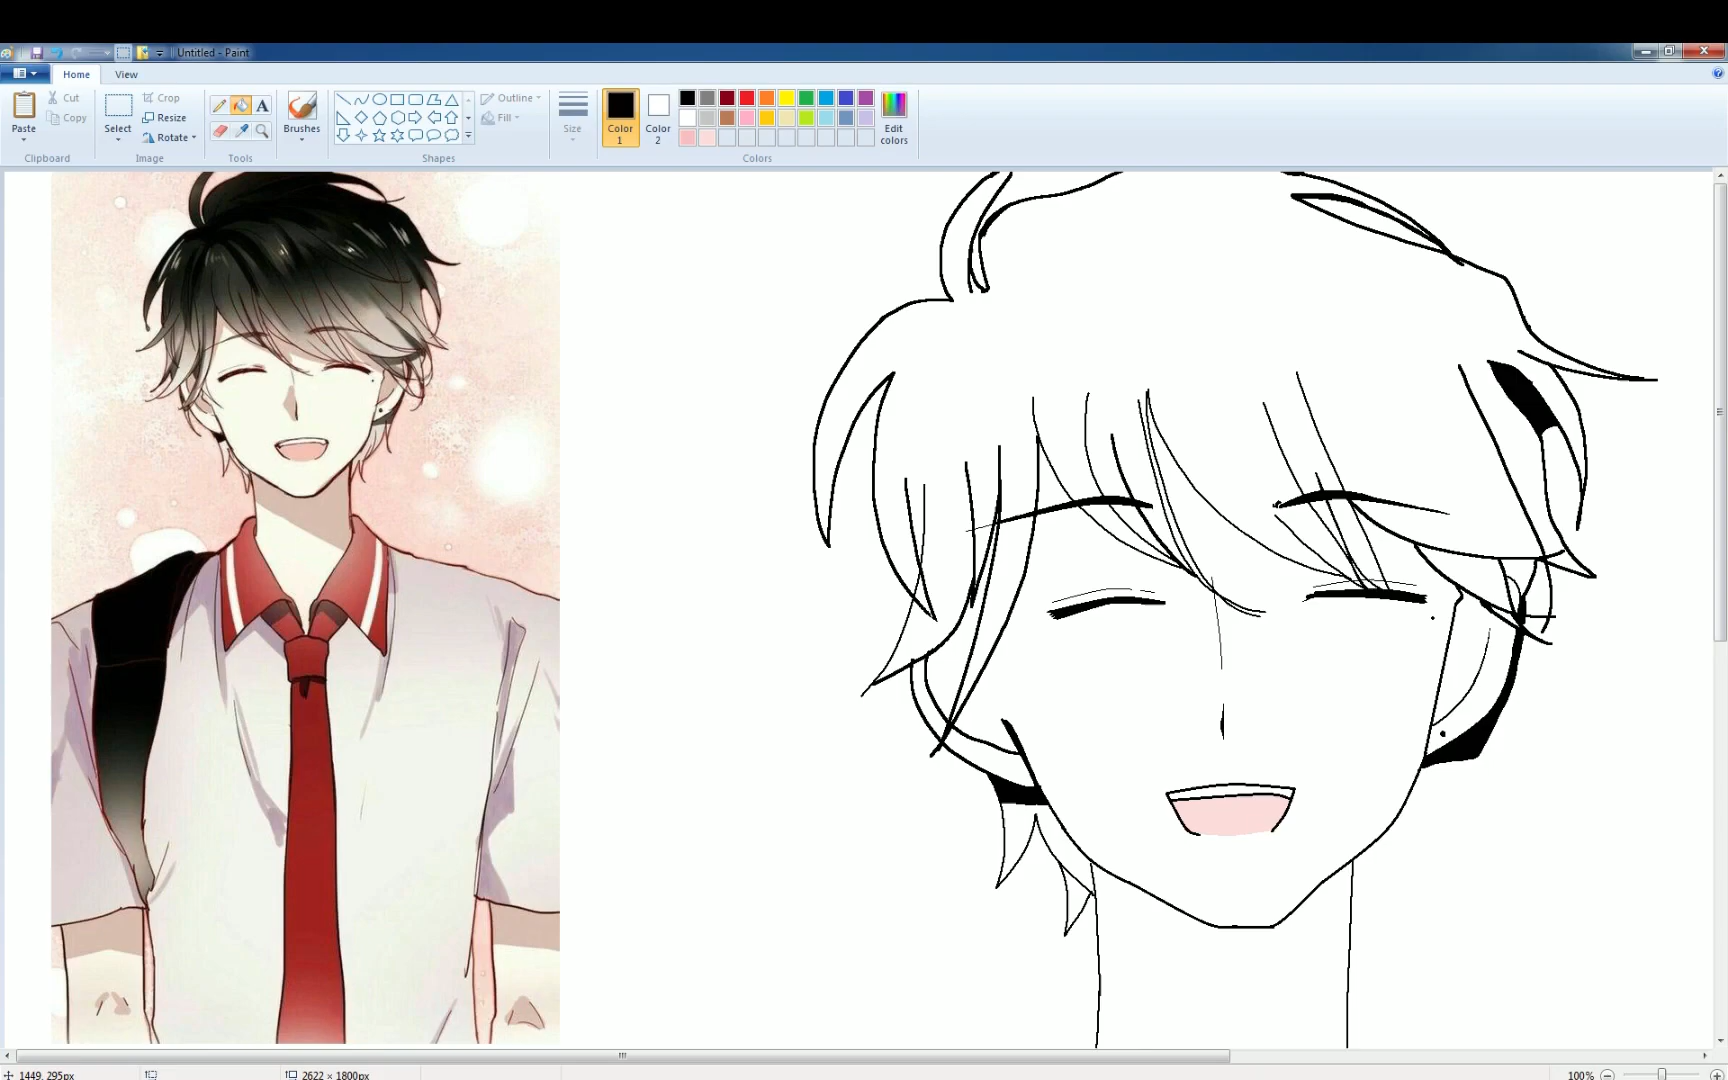 Untitled - Paint
Home View
Paste
Cut
Copy
Clipboard
Select
Crop
Resize
Rotate
Image
A
Tools
Brushes
Outline
Fill
Shapes
Size
Color 1
Color 2
Edit colors
Colors
1449, 295px
2622 × 1800px
100%